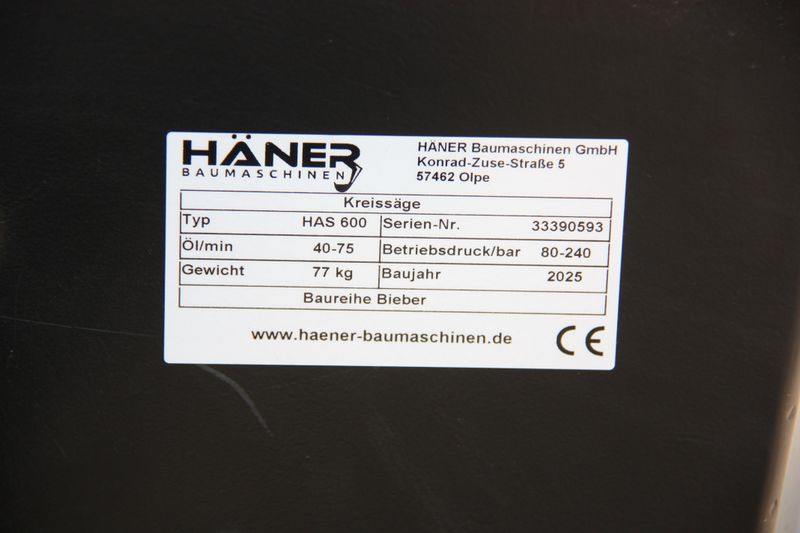 HÄNER
BAUMASCHINEN
HÄNER Baumaschinen GmbH
Konrad-Zuse-Straße 5
57462 Olpe
Kreissäge
Typ HAS 600 Serien-Nr. 33390593
Öl/min 40-75 Betriebsdruck/bar 80-240
Gewicht 77 kg Baujahr 2025
Baureihe Bieber
www.haener-baumaschinen.de CE